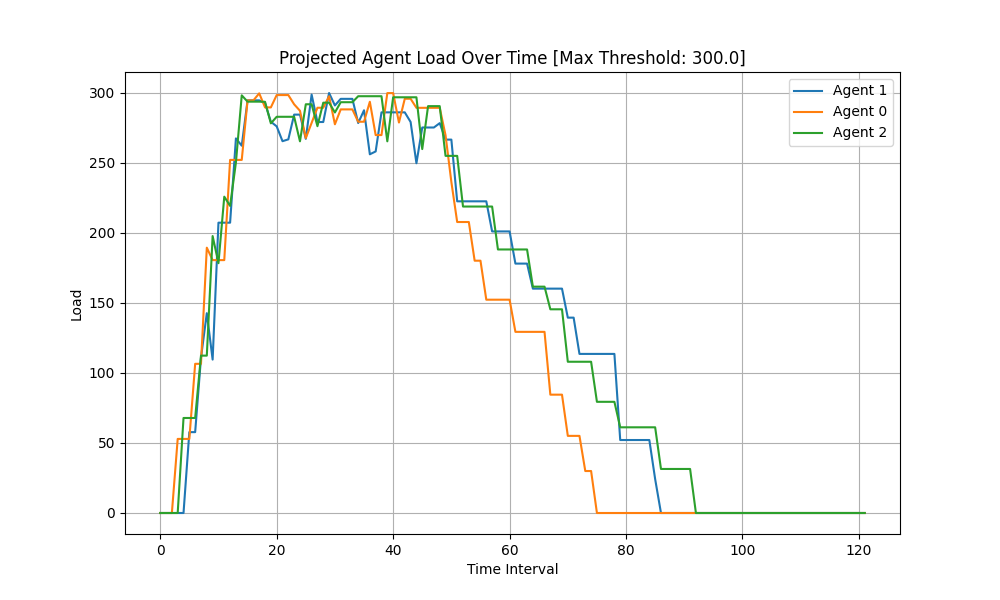 Projected Agent Load Over Time [Max Threshold: 300.0]
Agent 1
Agent 0
Agent 2
300
250
200
150
100
50
0
Load
0 20 40 60 80 100 120
Time Interval